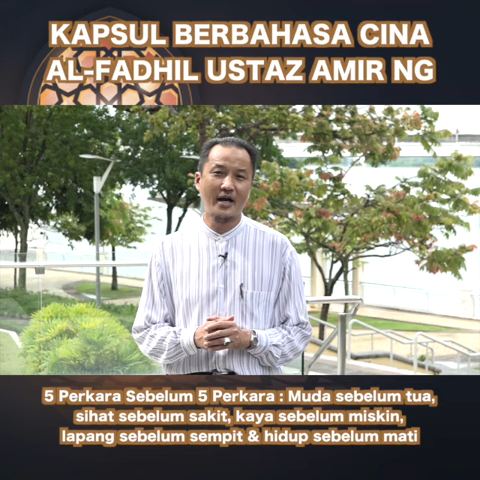 KAPSUL BERBAHASA CINA
AL-FADHIL USTAZ AMIR NG
5 Perkara Sebelum 5 Perkara : Muda sebelum tua,
sihat sebelum sakit, kaya sebelum miskin,
lapang sebelum sempit & hidup sebelum mati